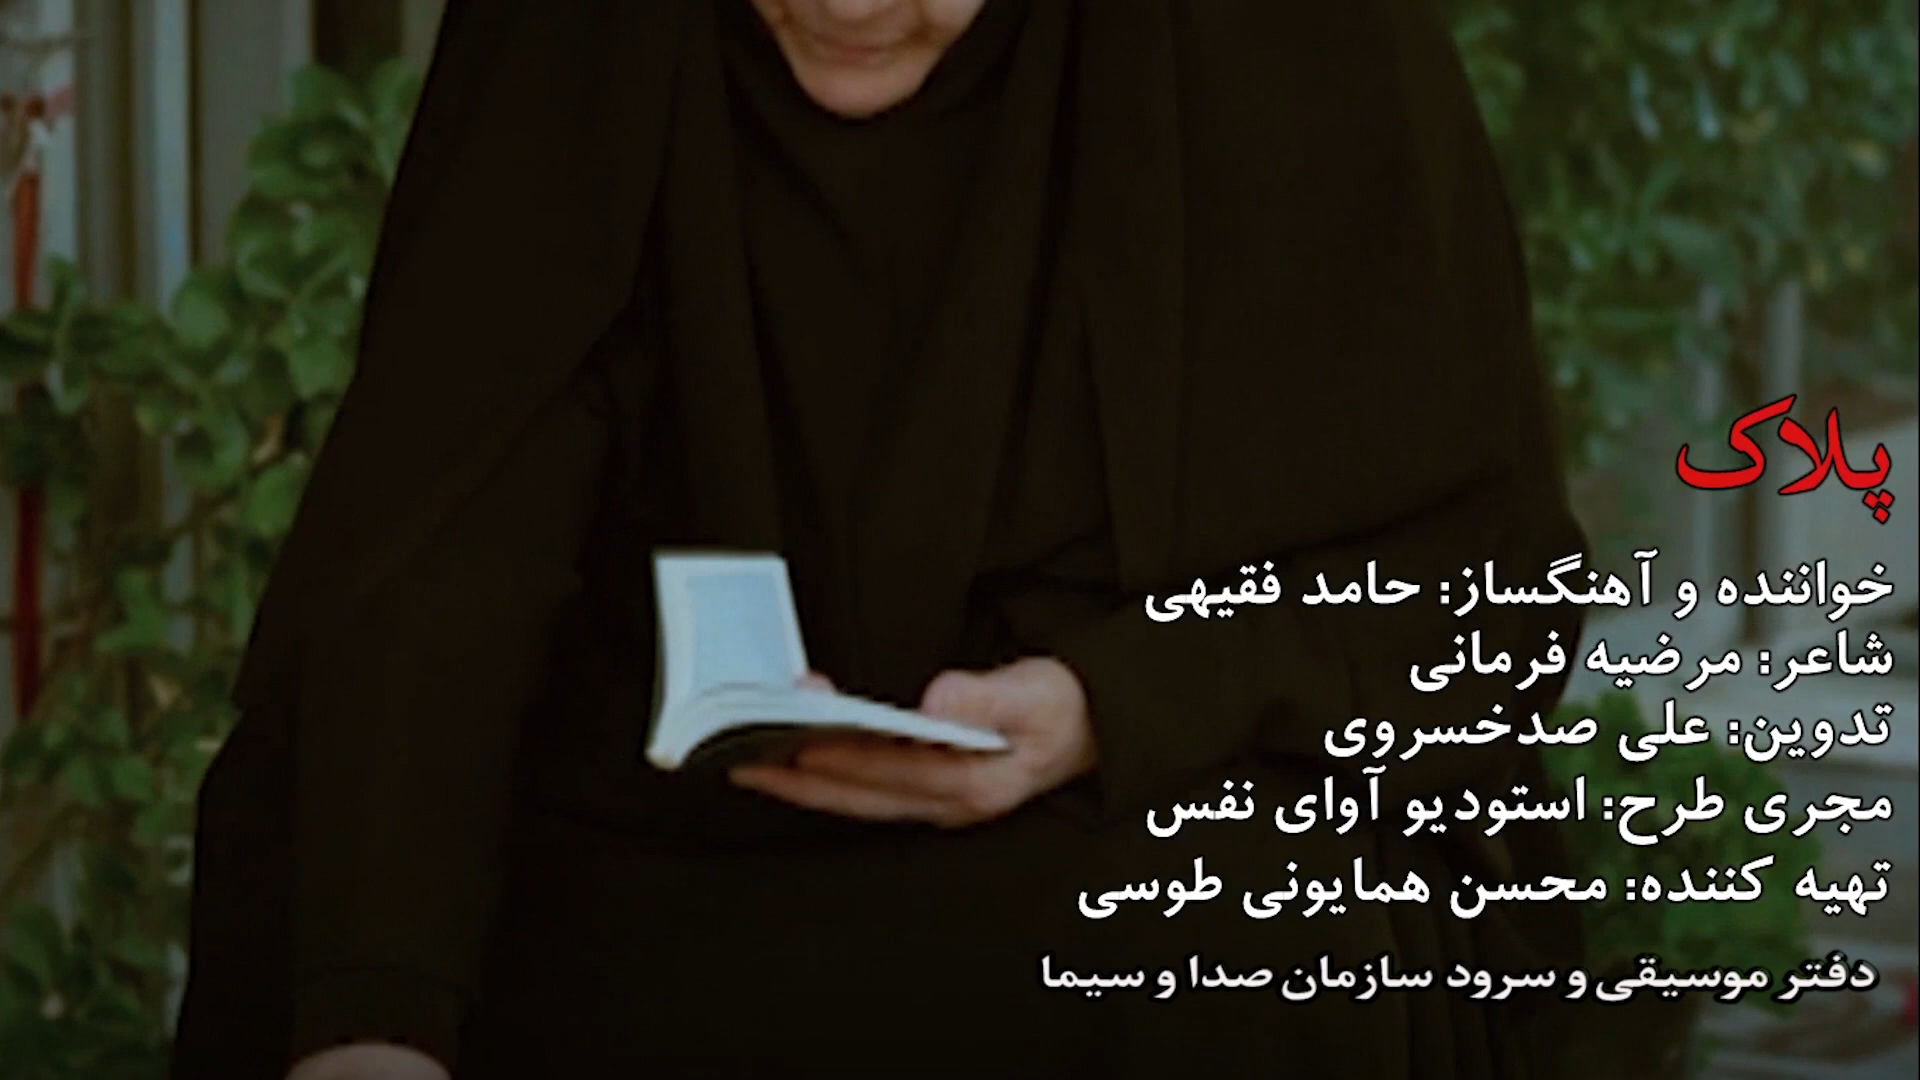 پلاک
خواننده و آهنگساز: حامد فقیهی
شاعر: مرضیه فرمانی
تدوین: علی صدخسروی
مجری طرح: استودیو آوای نفس
تهیه کننده: محسن همایونی طوسی
دفتر موسیقی و سرود سازمان صدا و سیما